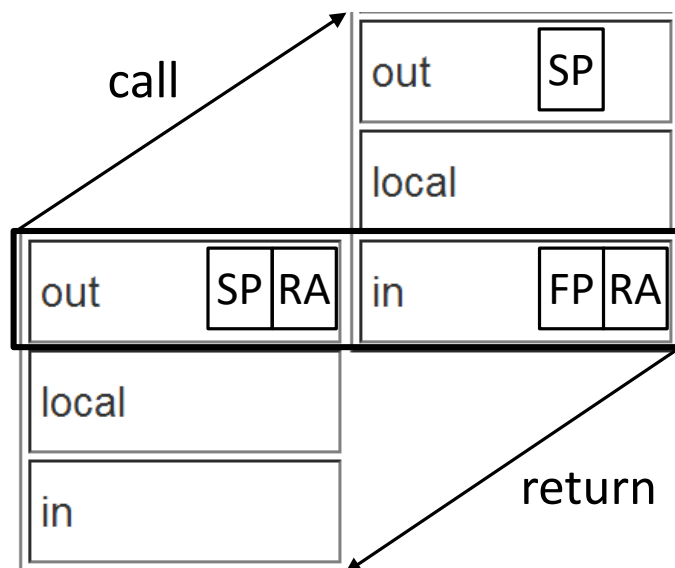 call
out SP
local
out SP RA in FP RA
local
in
return